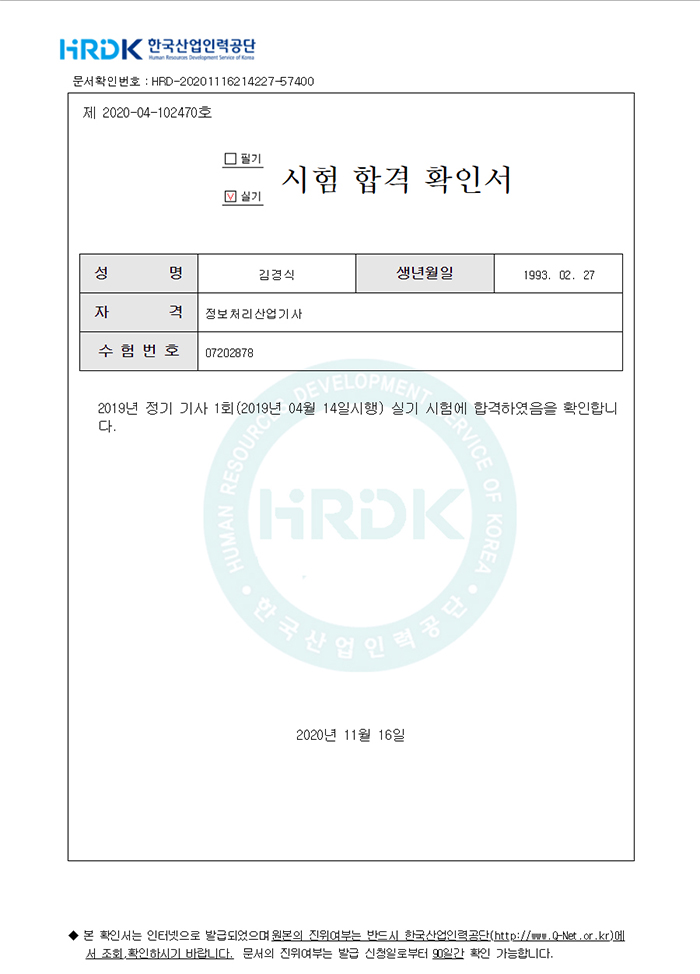 HRDK 한국산업인력공단
Human Resources Development Service of Korea
문서확인번호 : HRD-20201116214227-57400
제 2020-04-102470호
□ 필기
☑ 실기
시험 합격 확인서
성 명 김경식 생년월일 1993. 02. 27
자 격 정보처리산업기사
수 험 번 호 07202878
2019년 정기 기사 1회(2019년 04월 14일시행) 실기 시험에 합격하였음을 확인합니
다.
HUMAN RESOURCES DEVELOPMENT SERVICE OF KOREA
HRDK
한국산업인력공단
2020년 11월 16일
◆ 본 확인서는 인터넷으로 발급되었으며 원본의 진위여부는 반드시 한국산업인력공단(http://www.Q-Net.or.kr)에
서 조회,확인하시기 바랍니다. 문서의 진위여부는 발급 신청일로부터 90일간 확인 가능합니다.